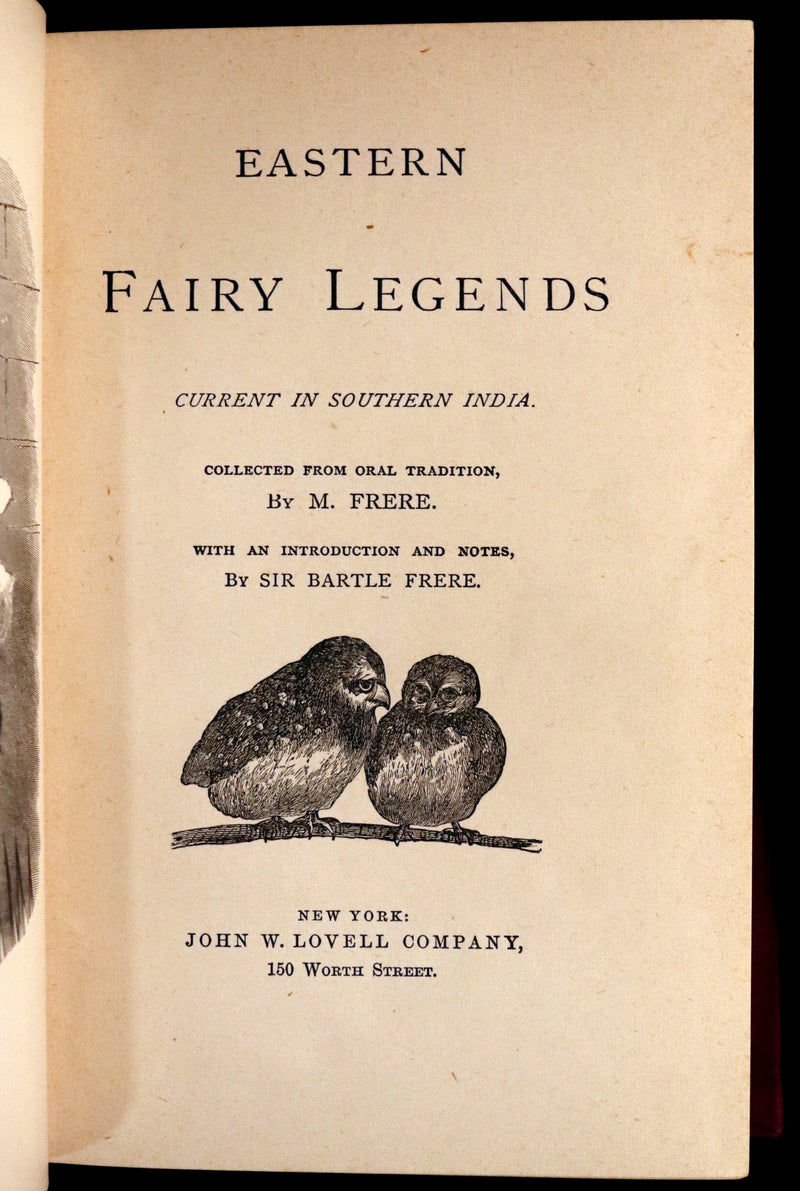 EASTERN
FAIRY LEGENDS
CURRENT IN SOUTHERN INDIA.
COLLECTED FROM ORAL TRADITION,
BY M. FRERE.
WITH AN INTRODUCTION AND NOTES,
BY SIR BARTLE FRERE.
NEW YORK:
JOHN W. LOVELL COMPANY,
150 WORTH STREET.